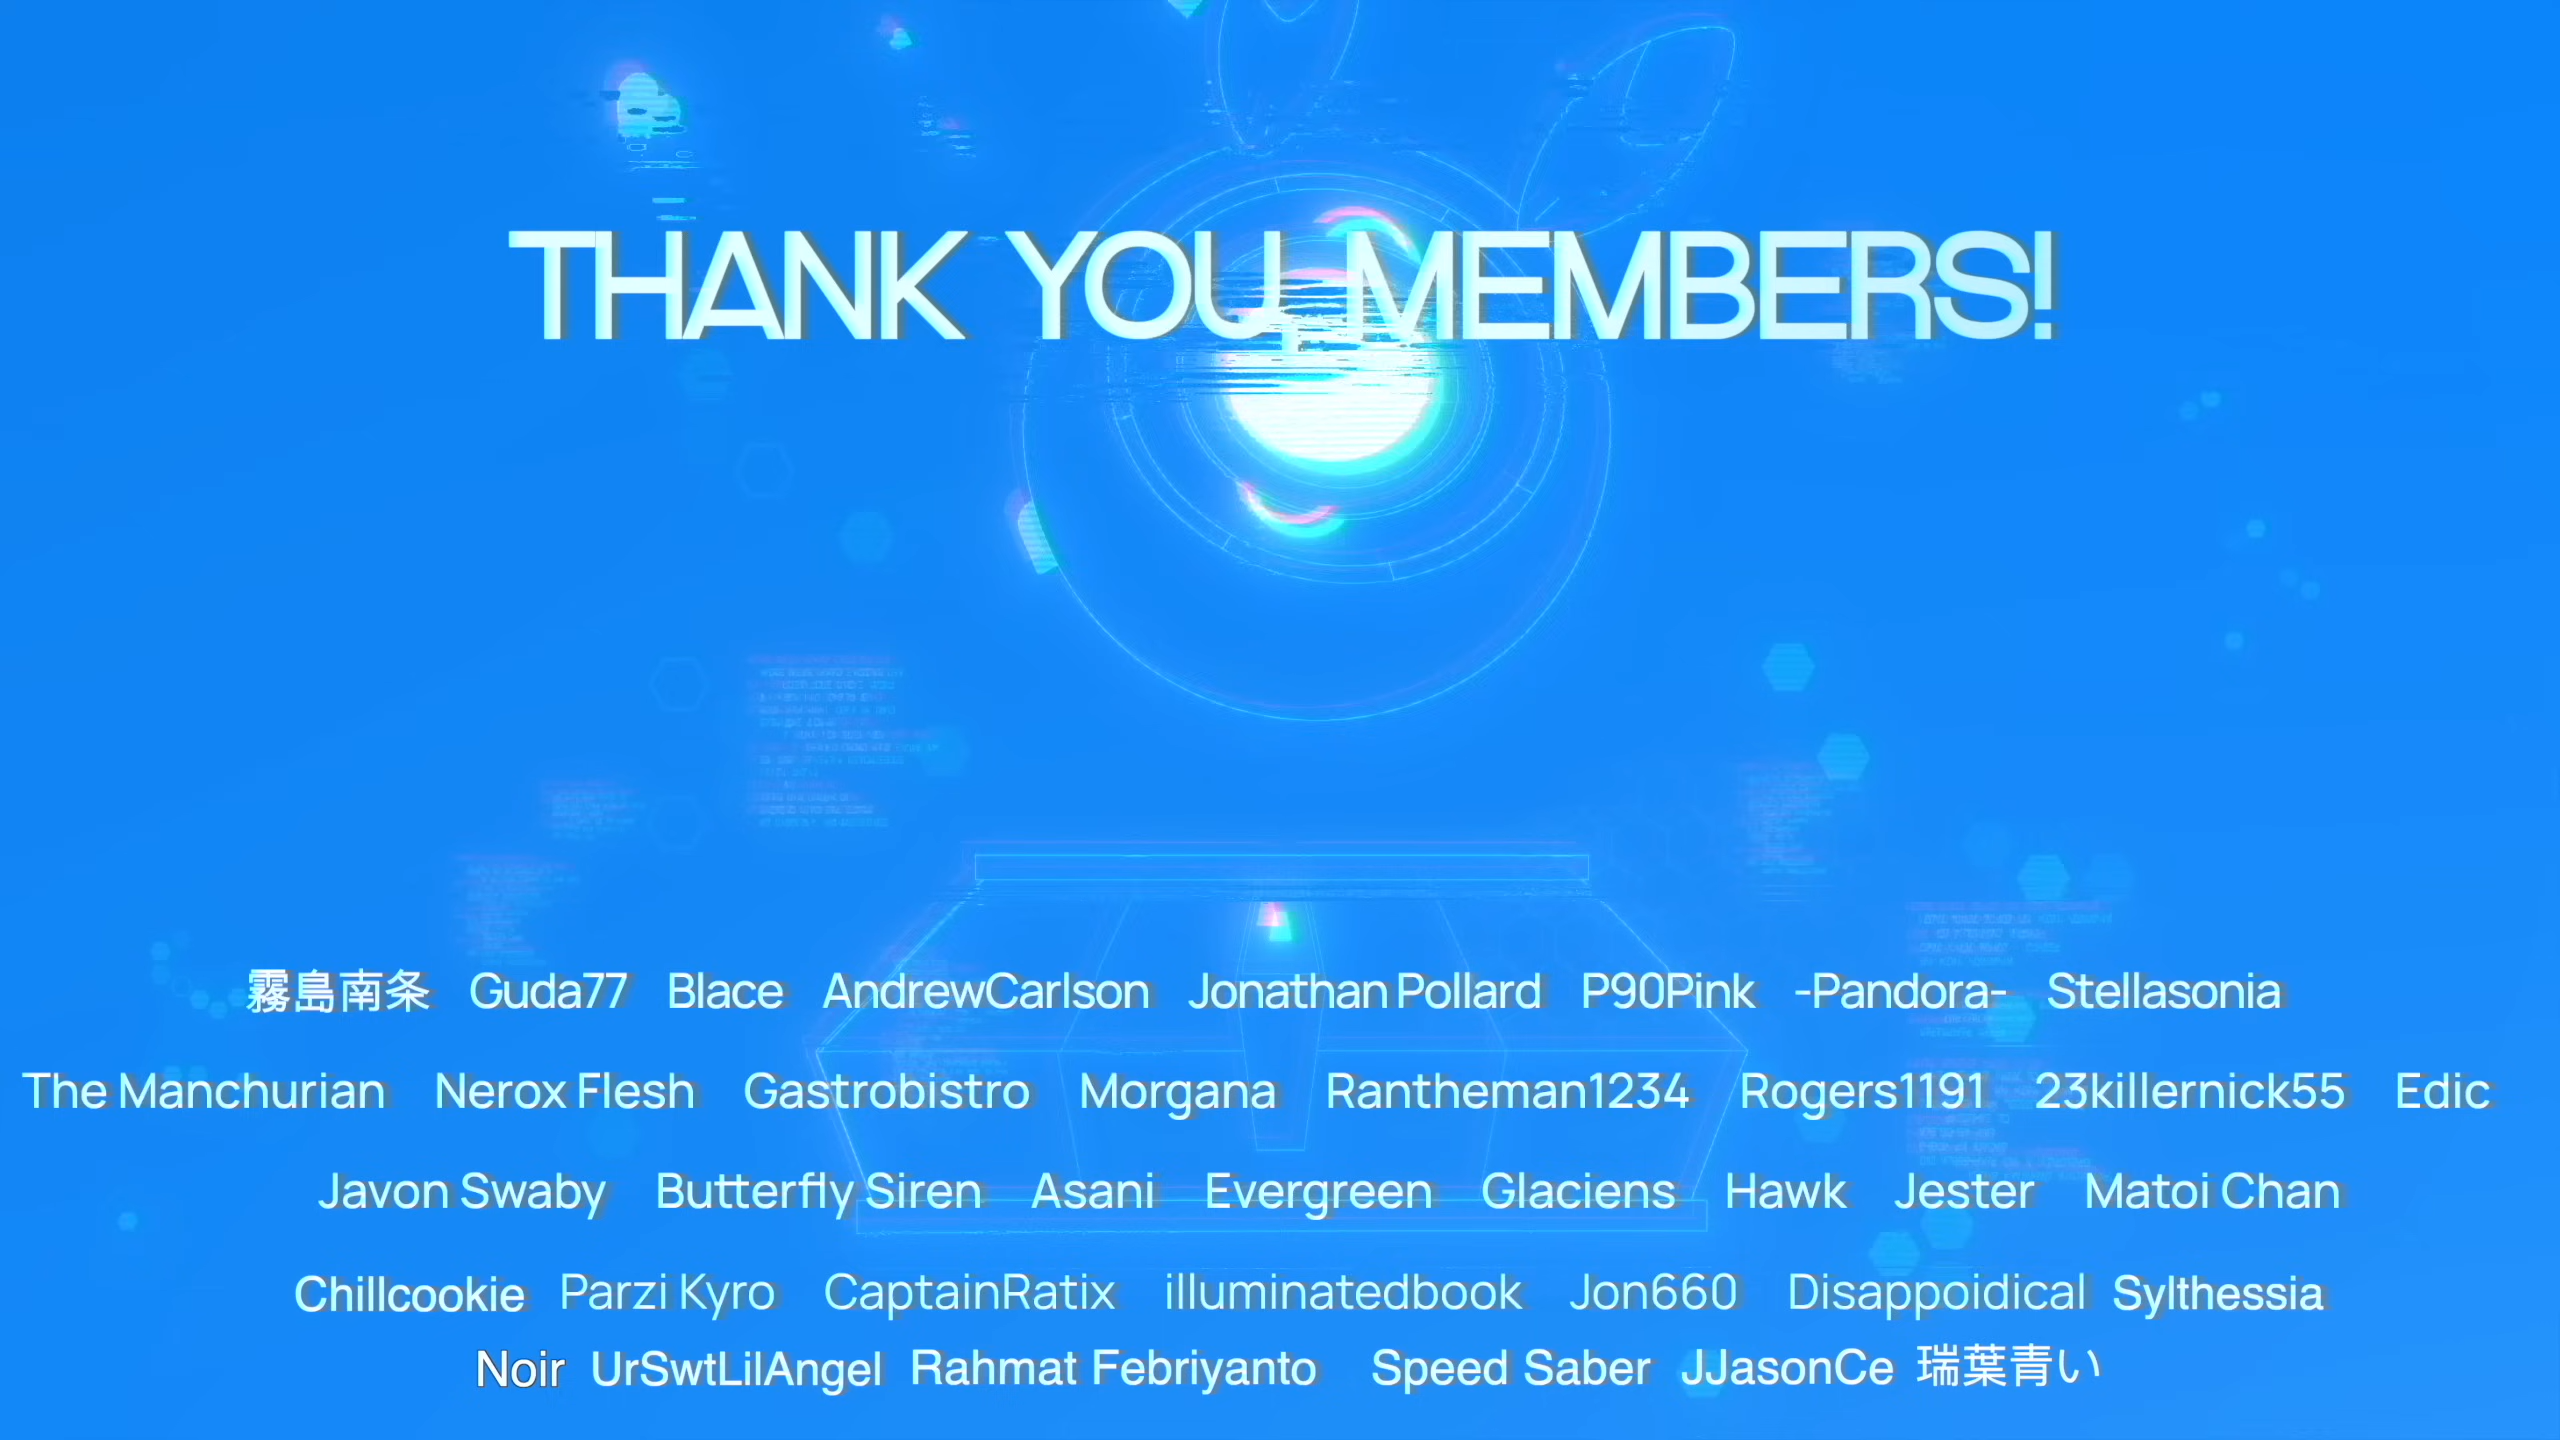 THANK YOU MEMBERS!
霧島南条 Guda77 Blace AndrewCarlson Jonathan Pollard P90Pink -Pandora- Stellasonia
The Manchurian Nerox Flesh Gastrobistro Morgana Rantheman1234 Rogers1191 23killernick55 Edic
Javon Swaby Butterfly Siren Asani Evergreen Glaciens Hawk Jester Matoi Chan
Chillcookie Parzi Kyro CaptainRatix illuminatedbook Jon660 Disappoidical Sylthessia
Noir UrSwtLilAngel Rahmat Febriyanto Speed Saber JJasonCe 瑞葉青い